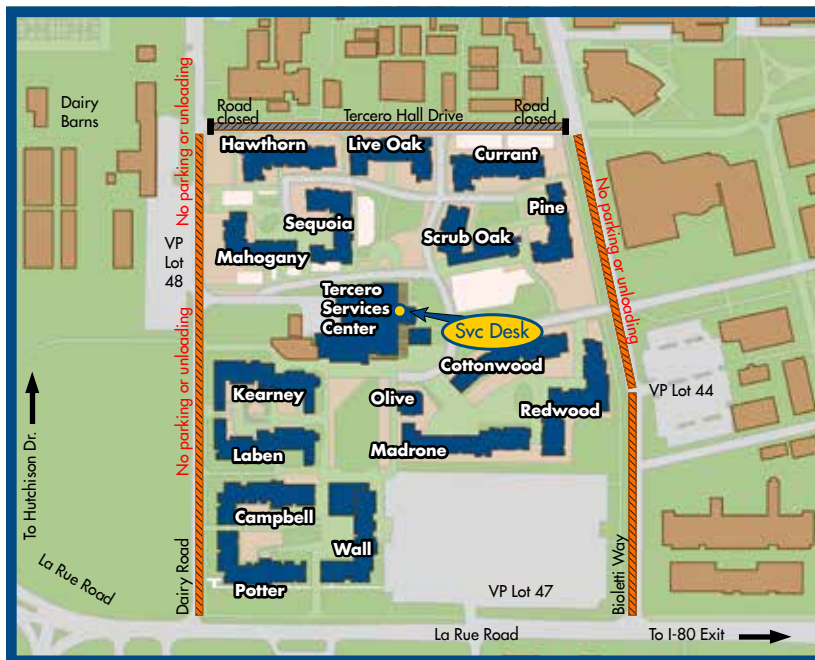 Dairy
Barns
No parking or unloading
Road
closed
Tercero Hall Drive
Road
closed
Hawthorn
Live Oak
Currant
Pine
Sequoia
Scrub Oak
Mahogany
VP
Lot
48
No parking or unloading
Tercero
Services
Center
Svc Desk
Cottonwood
No parking or unloading
Kearney
Olive
Redwood
VP Lot 44
Laben
Madrone
To Hutchison Dr.
Campbell
Wall
Potter
VP Lot 47
Dairy Road
Bioletti Way
La Rue Road
La Rue Road
To I-80 Exit